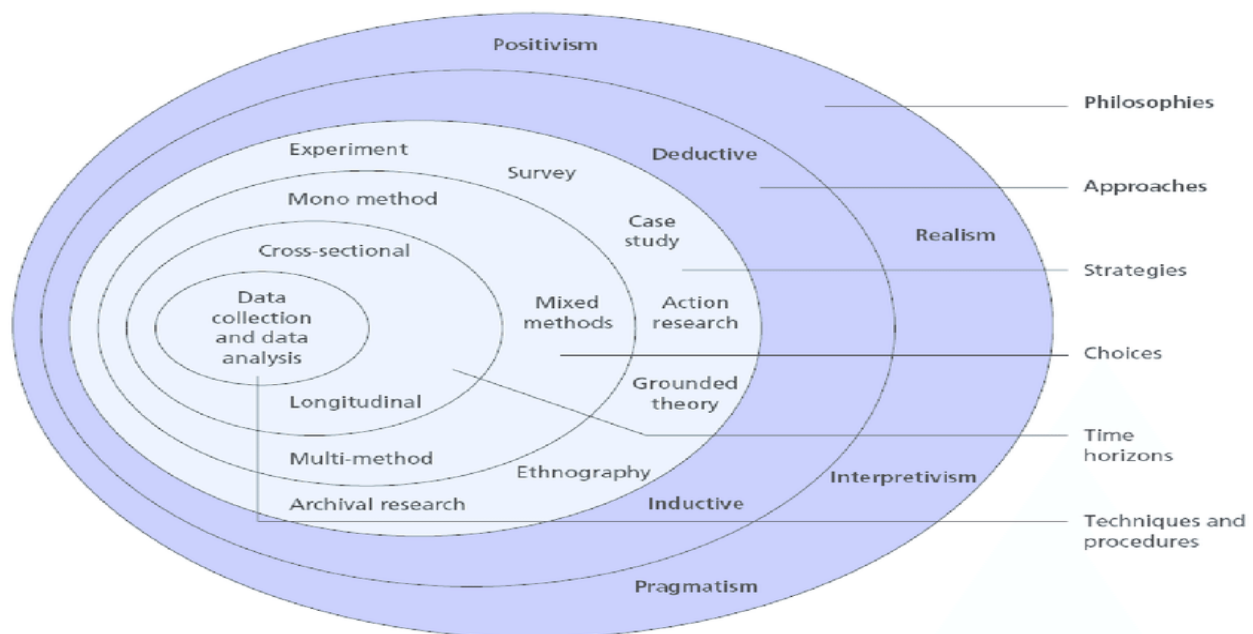 Positivism
Philosophies
Experiment
Deductive
Survey
Approaches
Mono method
Case
study
Realism
Cross-sectional
Strategies
Data
collection
and data
analysis
Mixed
methods
Action
research
Choices
Grounded
theory
Longitudinal
Time
horizons
Multi-method
Ethnography
Interpretivism
Archival research
Inductive
Techniques and
procedures
Pragmatism